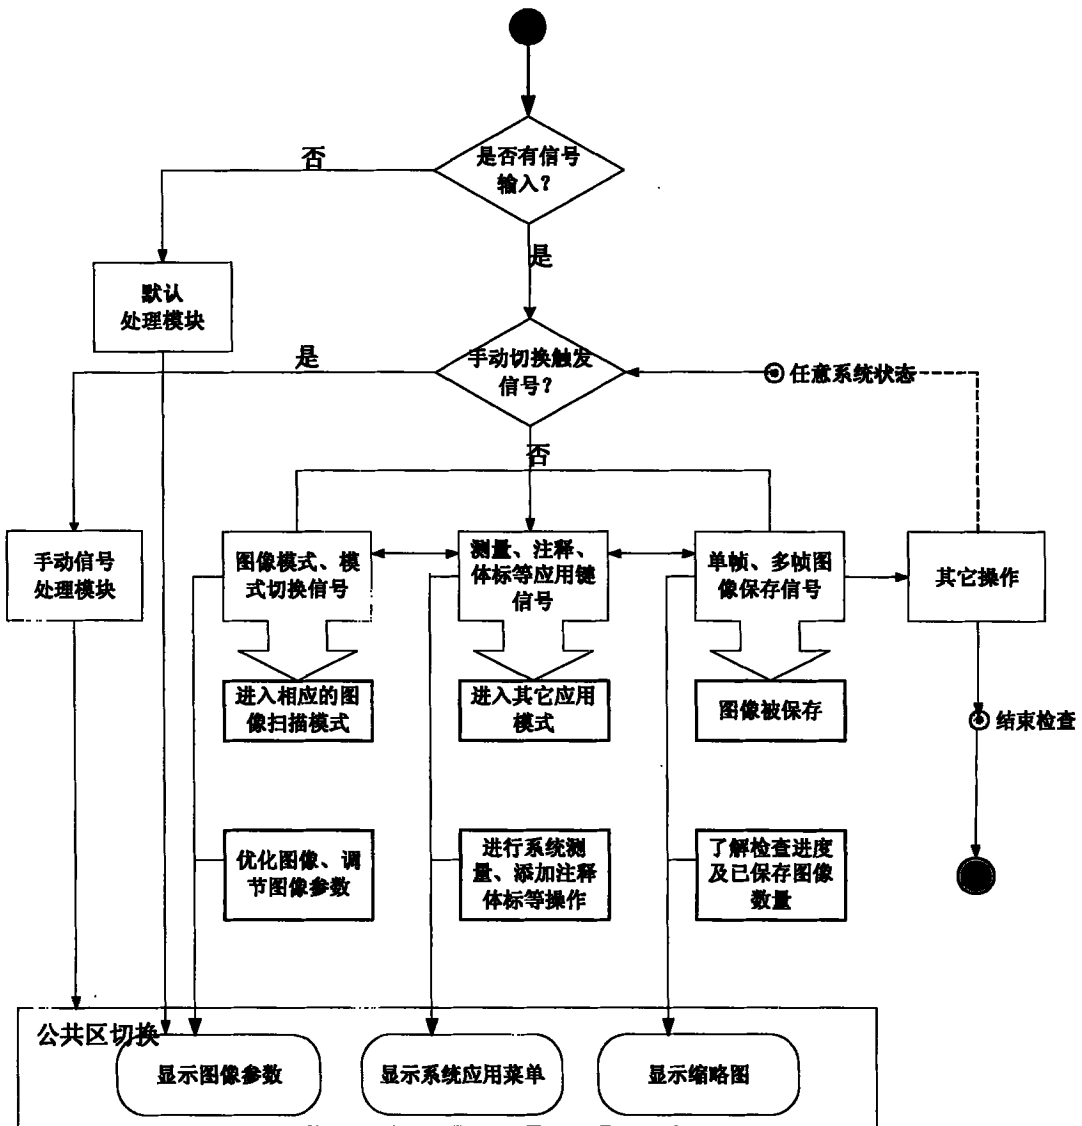 是否有信号
输入?
否
是
默认
处理模块
是
手动切换触发
信号?
任意系统状态
否
手动信号
处理模块
图像模式、模
式切换信号
测量、注释、
体标等应用键
信号
单帧、多帧图
像保存信号
其它操作
进入相应的图
像扫描模式
进入其它应用
模式
图像被保存
结束检查
优化图像、调
节图像参数
进行系统测
量、添加注释
体标等操作
了解检查进度
及已保存图像
数量
公共区切换
显示图像参数
显示系统应用菜单
显示缩略图